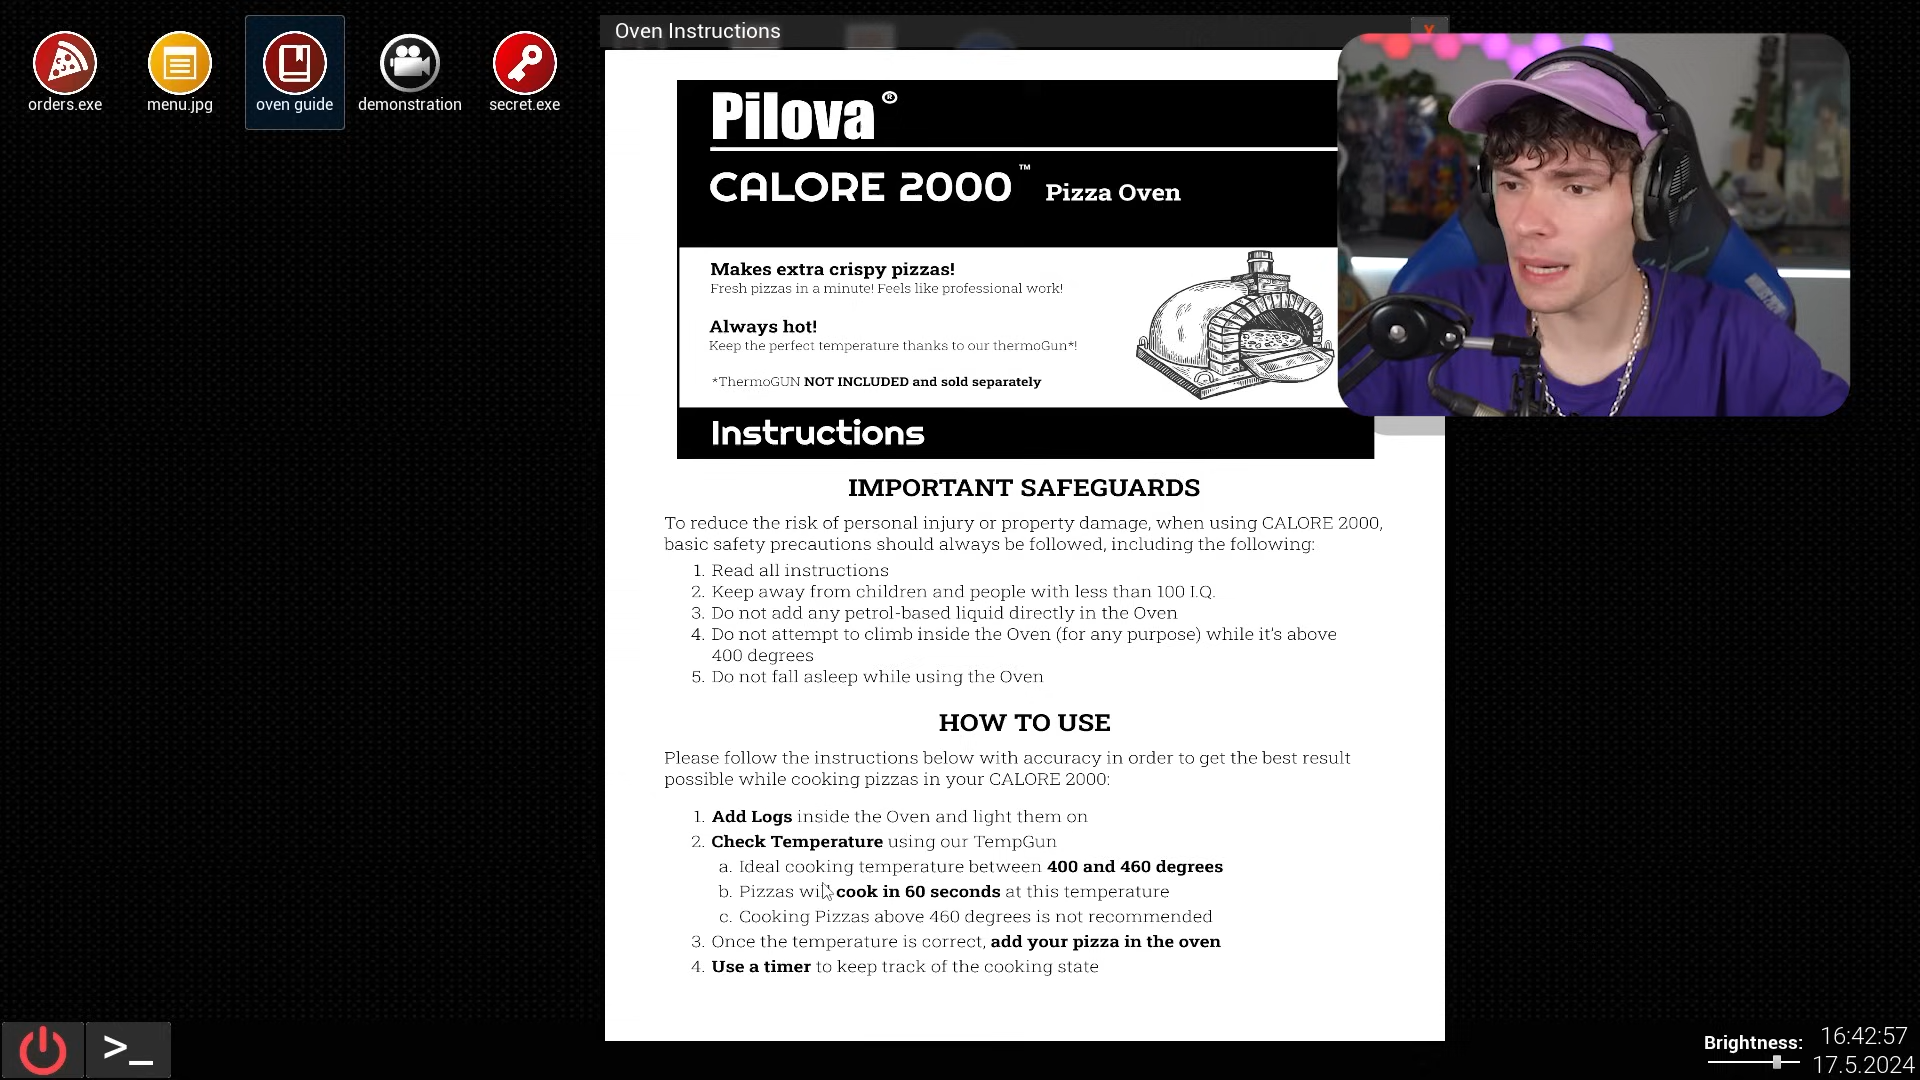 Oven Instructions
X
orders.exe
menu.jpg
oven guide
demonstration
secret.exe
Pilova®
CALORE 2000™ Pizza Oven
Makes extra crispy pizzas!
Fresh pizzas in a minute! Feels like professional work!
Always hot!
Keep the perfect temperature thanks to our thermoGun*!
*ThermoGUN NOT INCLUDED and sold separately
Instructions
IMPORTANT SAFEGUARDS
To reduce the risk of personal injury or property damage, when using CALORE 2000,
basic safety precautions should always be followed, including the following:
1. Read all instructions
2. Keep away from children and people with less than 100 I.Q.
3. Do not add any petrol-based liquid directly in the Oven
4. Do not attempt to climb inside the Oven (for any purpose) while it's above
400 degrees
5. Do not fall asleep while using the Oven
HOW TO USE
Please follow the instructions below with accuracy in order to get the best result
possible while cooking pizzas in your CALORE 2000:
1. Add Logs inside the Oven and light them on
2. Check Temperature using our TempGun
a. Ideal cooking temperature between 400 and 460 degrees
b. Pizzas will cook in 60 seconds at this temperature
c. Cooking Pizzas above 460 degrees is not recommended
3. Once the temperature is correct, add your pizza in the oven
4. Use a timer to keep track of the cooking state
>_
Brightness:
16:42:57
17.5.2024